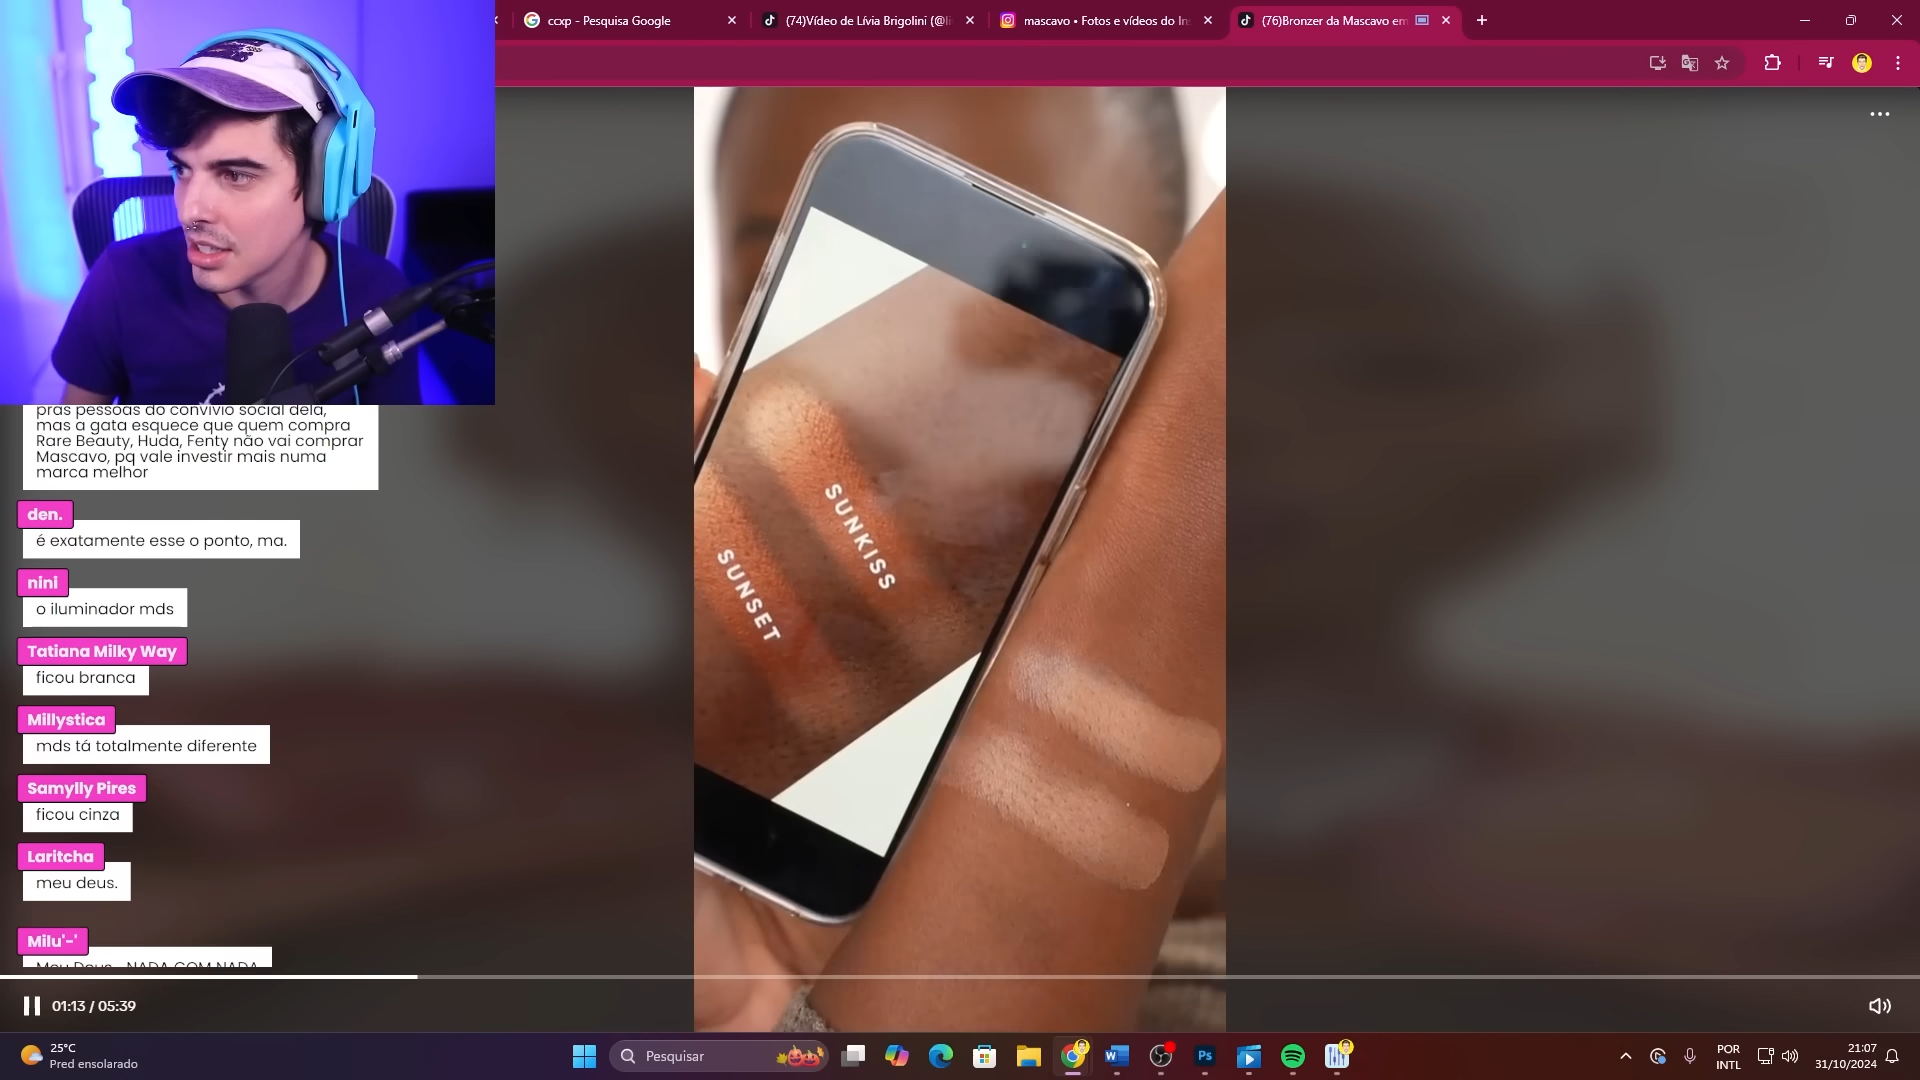 ccxp - Pesquisa Google
(74)Vídeo de Lívia Brigolini (@li
mascavo • Fotos e vídeos do In
(76)Bronzer da Mascavo em
pras pessoas do convívio social dela,
mas a gata esquece que quem compra
Rare Beauty, Huda, Fenty não vai comprar
Mascavo, pq vale investir mais numa
marca melhor
den.
é exatamente esse o ponto, ma.
nini
o iluminador mds
Tatiana Milky Way
ficou branca
Millystica
mds tá totalmente diferente
Samylly Pires
ficou cinza
Laritcha
meu deus.
Milu'-'
SUNKISS
SUNSET
01:13 / 05:39
25°C
Pred ensolarado
Pesquisar
POR
INTL
21:07
31/10/2024